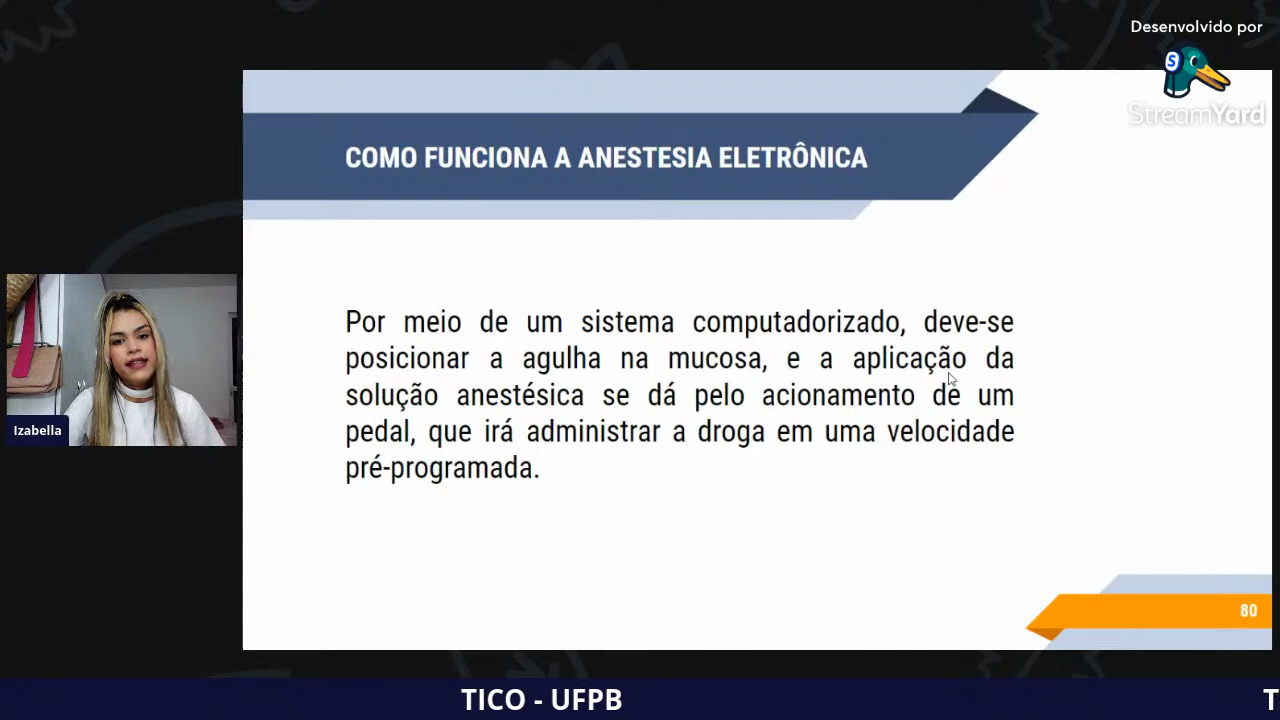 Desenvolvido por
S
StreamYard
COMO FUNCIONA A ANESTESIA ELETRÔNICA
Por meio de um sistema computadorizado, deve-se
posicionar a agulha na mucosa, e a aplicação da
solução anestésica se dá pelo acionamento de um
pedal, que irá administrar a droga em uma velocidade
pré-programada.
Izabella
80
TICO - UFPB
T